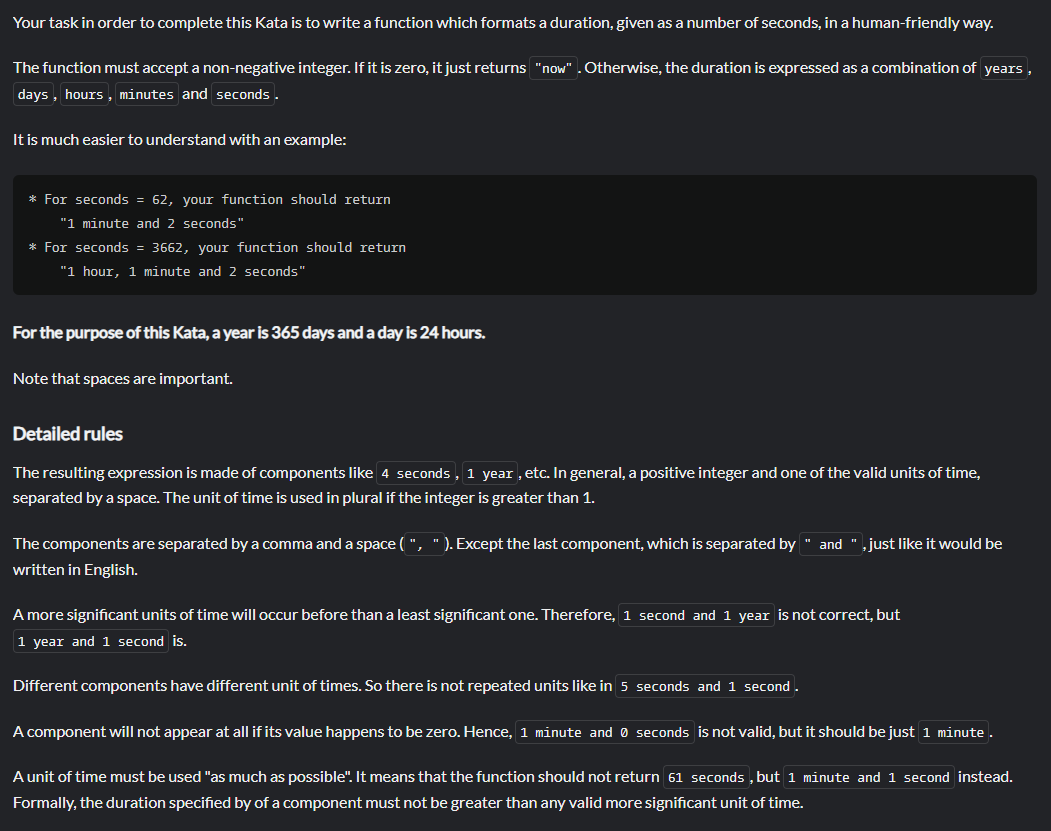 Your task in order to complete this Kata is to write a function which formats a duration, given as a number of seconds, in a human-friendly way.
The function must accept a non-negative integer. If it is zero, it just returns "now". Otherwise, the duration is expressed as a combination of years,
days, hours, minutes and seconds.
It is much easier to understand with an example:
* For seconds = 62, your function should return
"1 minute and 2 seconds"
* For seconds = 3662, your function should return
"1 hour, 1 minute and 2 seconds"
For the purpose of this Kata, a year is 365 days and a day is 24 hours.
Note that spaces are important.
Detailed rules
The resulting expression is made of components like 4 seconds, 1 year, etc. In general, a positive integer and one of the valid units of time,
separated by a space. The unit of time is used in plural if the integer is greater than 1.
The components are separated by a comma and a space (", "). Except the last component, which is separated by " and ", just like it would be
written in English.
A more significant units of time will occur before than a least significant one. Therefore, 1 second and 1 year is not correct, but
1 year and 1 second is.
Different components have different unit of times. So there is not repeated units like in 5 seconds and 1 second.
A component will not appear at all if its value happens to be zero. Hence, 1 minute and 0 seconds is not valid, but it should be just 1 minute.
A unit of time must be used "as much as possible". It means that the function should not return 61 seconds, but 1 minute and 1 second instead.
Formally, the duration specified by of a component must not be greater than any valid more significant unit of time.